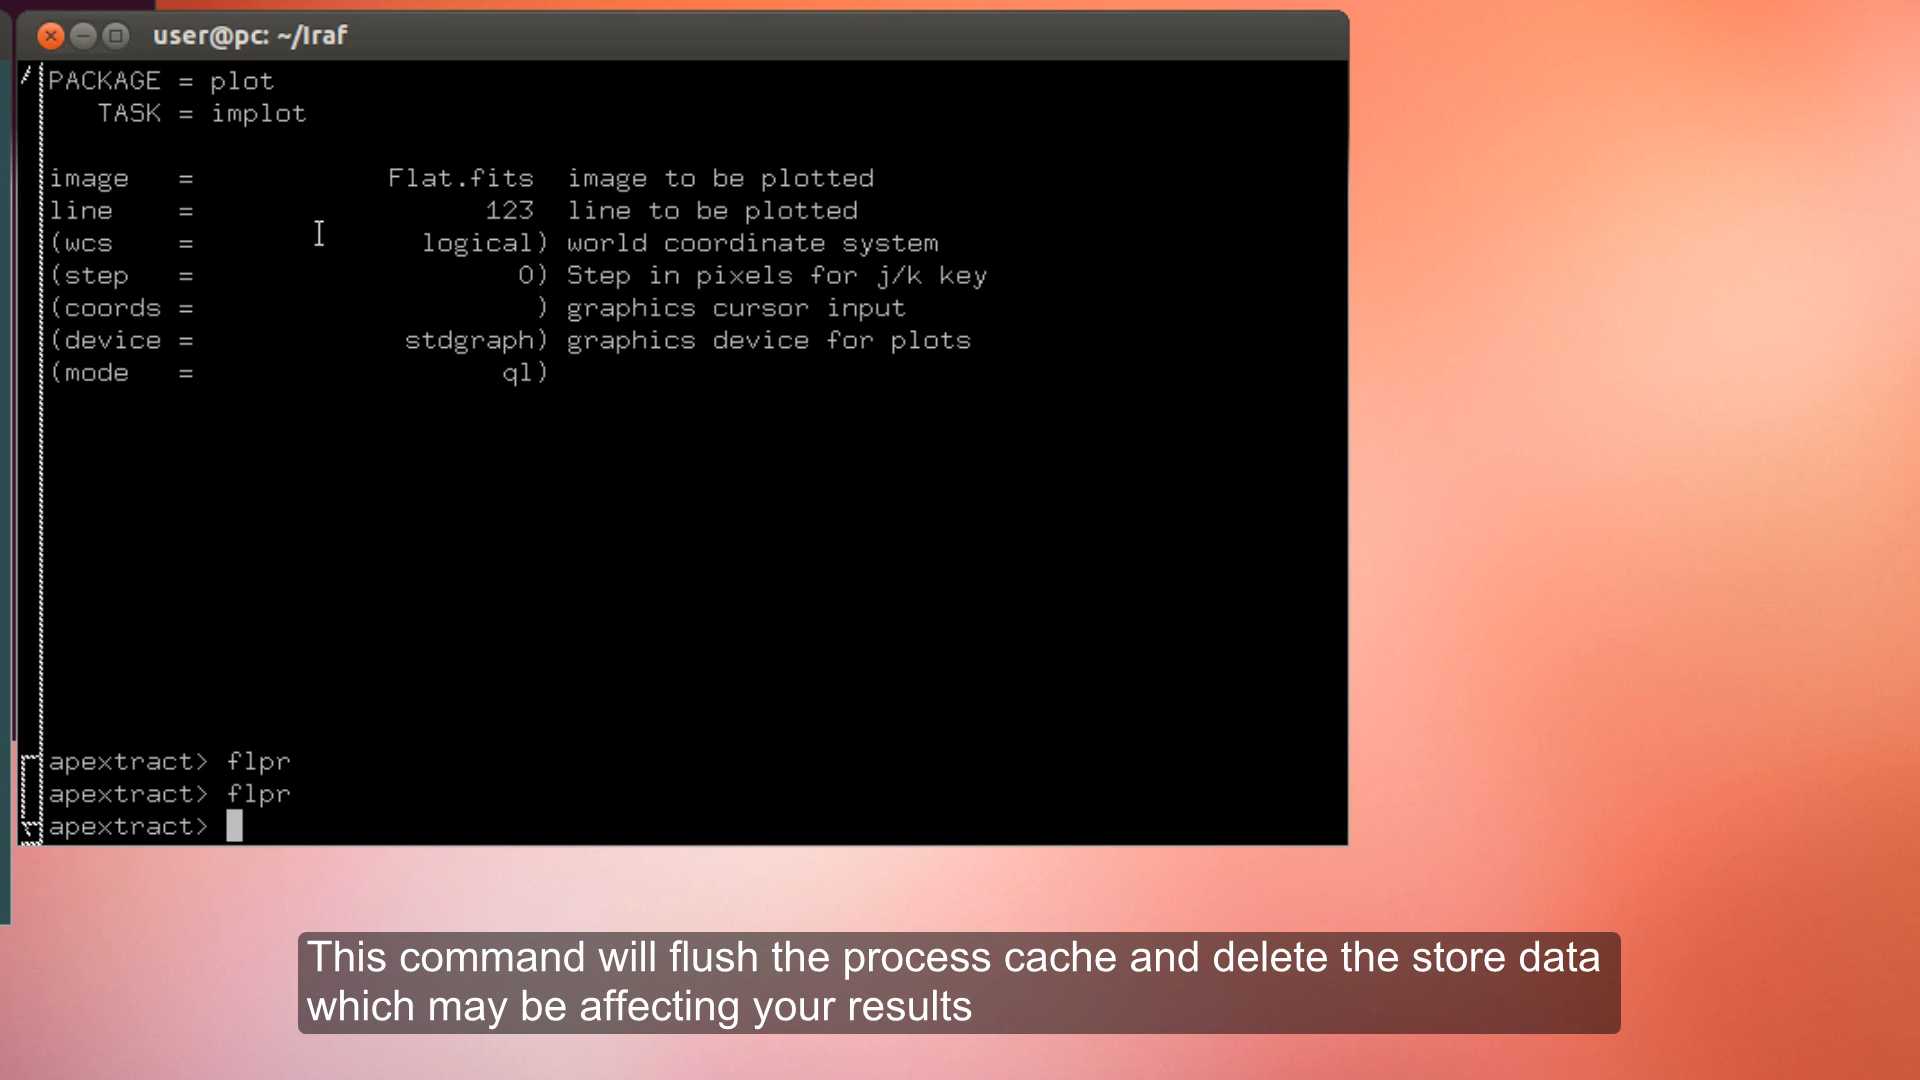 user@pc: ~/Iraf
PACKAGE = plot
TASK = implot
image = Flat.fits image to be plotted
line = 123 line to be plotted
(wcs = logical) world coordinate system
(step = 0) Step in pixels for j/k key
(coords = ) graphics cursor input
(device = stdgraph) graphics device for plots
(mode = ql)
apextract> flpr
apextract> flpr
apextract>
This command will flush the process cache and delete the store data
which may be affecting your results